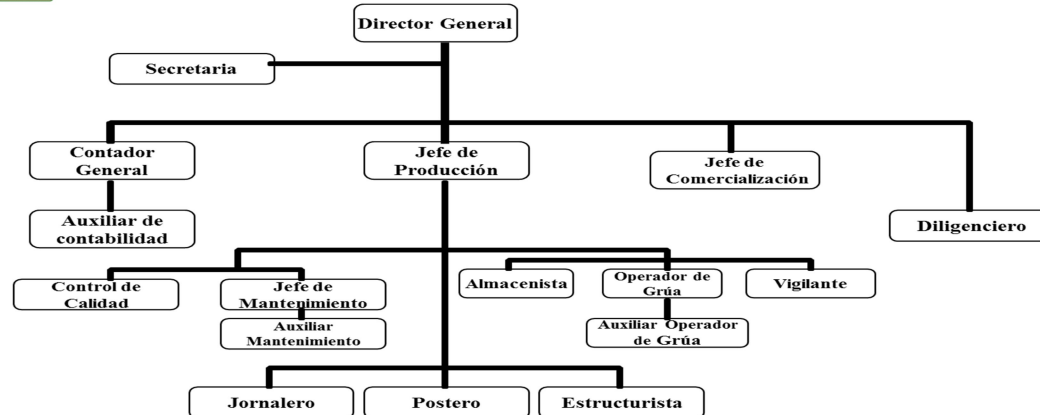 Director General
Secretaria
Contador
General
Jefe de
Producción
Jefe de
Comercialización
Auxiliar de
contabilidad
Diligenciero
Control de
Calidad
Jefe de
Mantenimiento
Almacenista
Operador de
Grúa
Vigilante
Auxiliar
Mantenimiento
Auxiliar Operador
de Grúa
Jornalero
Postero
Estructurista